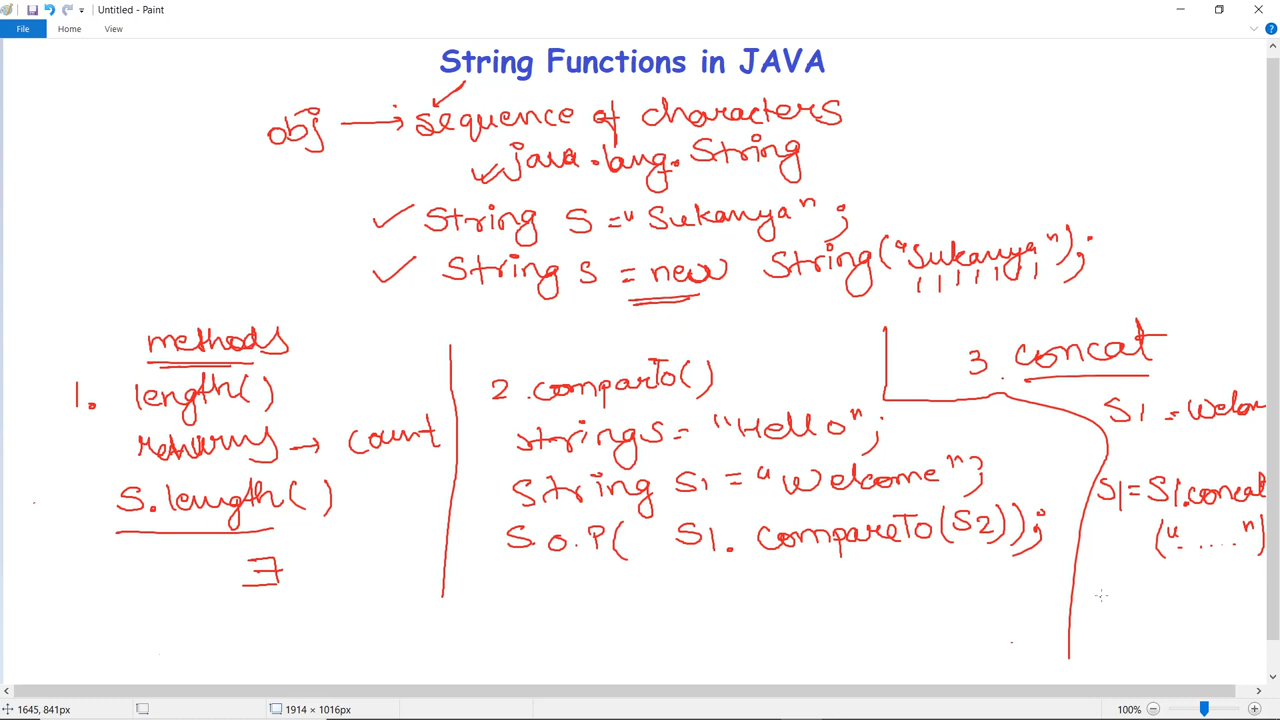 Untitled - Paint
File Home View
String Functions in JAVA
obj → sequence of characters
java.lang.String
String S = "Sukanya";
String S = new String("Sukanya");
methods
1. length()
returns → count
S.length()
7
2. comparTo()
string s = "Hello";
String S1 = "Welcome";
S.O.P( S1.compareTo(S2));
3. concat
S1 = Welcom
S1 = S1.concat
("....")
1645, 841px
1914 × 1016px
100%